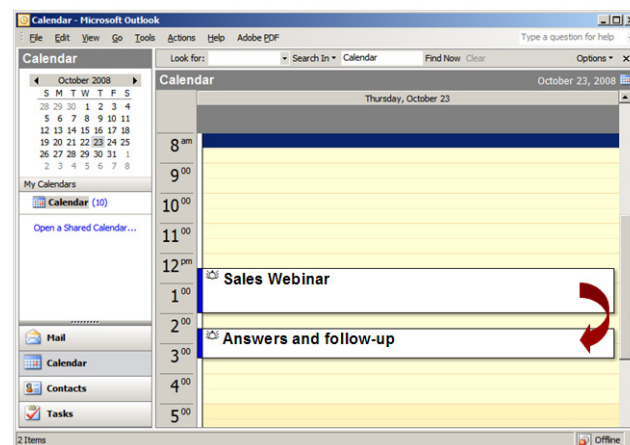 Calendar - Microsoft Outlook
File Edit View Go Tools Actions Help Adobe PDF Type a question for help
Calendar
Look for: Search In Calendar Find Now Clear Options
October 2008
S M T W T F S
28 29 30 1 2 3 4
5 6 7 8 9 10 11
12 13 14 15 16 17 18
19 20 21 22 23 24 25
26 27 28 29 30 31 1
2 3 4 5 6 7 8
My Calendars
Calendar (10)
Open a Shared Calendar...
Mail
Calendar
Contacts
Tasks
Calendar October 23, 2008
Thursday, October 23
8 am
9 00
10 00
11 00
12 pm
Sales Webinar
1 00
2 00
Answers and follow-up
3 00
4 00
5 00
2 Items Offline